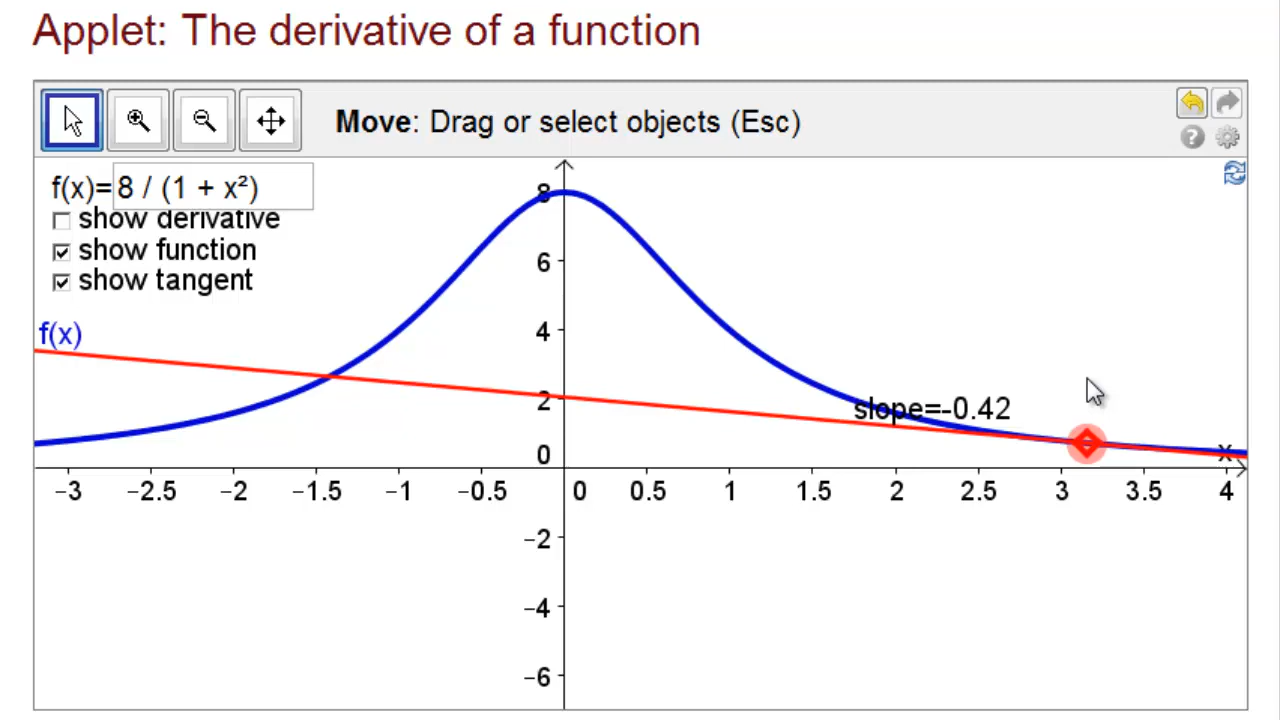 Applet: The derivative of a function
Move: Drag or select objects (Esc)
f(x)= 8 / (1 + x²)
show derivative
show function
show tangent
8
6
f(x)
4
2
slope=-0.42
0
x
−3 −2.5 −2 −1.5 −1 −0.5 0 0.5 1 1.5 2 2.5 3 3.5 4
−2
−4
−6